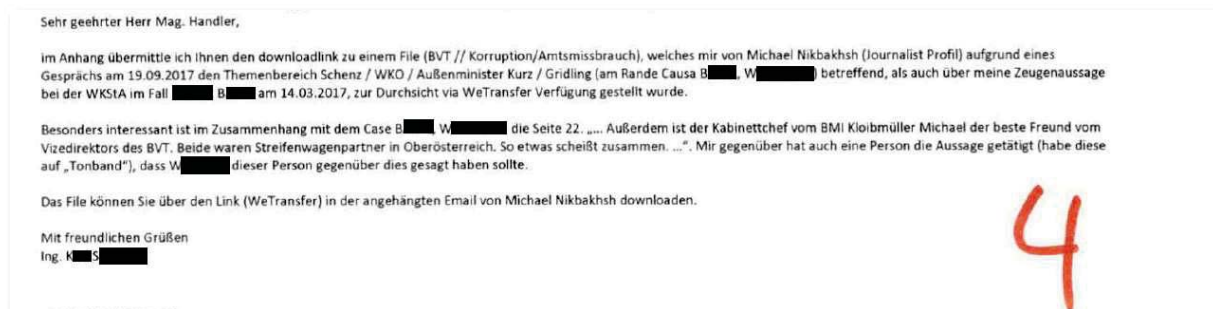 Sehr geehrter Herr Mag. Handler,
im Anhang übermittle ich Ihnen den downloadlink zu einem File (BVT // Korruption/Amtsmissbrauch), welches mir von Michael Nikbakhsh (Journalist Profil) aufgrund eines
Gesprächs am 19.09.2017 den Themenbereich Schenz / WKO / Außenminister Kurz / Gridling (am Rande Causa B, W) betreffend, als auch über meine Zeugenaussage
bei der WKStA im Fall B am 14.03.2017, zur Durchsicht via WeTransfer Verfügung gestellt wurde.
Besonders interessant ist im Zusammenhang mit dem Case B, W die Seite 22. „... Außerdem ist der Kabinettchef vom BMI Kloibmüller Michael der beste Freund vom
Vizedirektors des BVT. Beide waren Streifenwagenpartner in Oberösterreich. So etwas scheißt zusammen. ...“. Mir gegenüber hat auch eine Person die Aussage getätigt (habe diese
auf „Tonband“), dass W dieser Person gegenüber dies gesagt haben sollte.
Das File können Sie über den Link (WeTransfer) in der angehängten Email von Michael Nikbakhsh downloaden.
Mit freundlichen Grüßen
Ing. K S
4